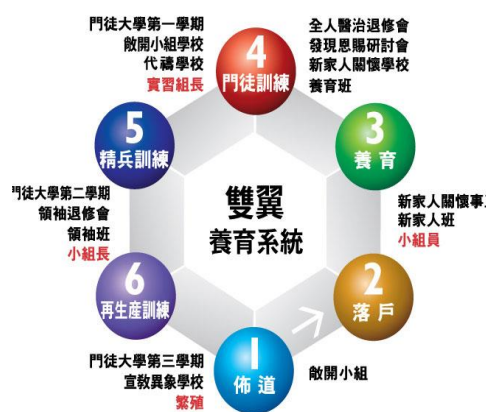 門徒大學第一學期
敞開小組學校
代禱學校
實習組長
4
門徒訓練
全人醫治退修會
發現恩賜研討會
新家人關懷學校
養育班
5
精兵訓練
3
養育
雙翼
養育系統
門徒大學第二學期
領袖退修會
領袖班
小組長
新家人關懷事
新家人班
小組員
6
再生產訓練
2
落戶
1
佈道
門徒大學第三學期
宣教異象學校
繁殖
敞開小組